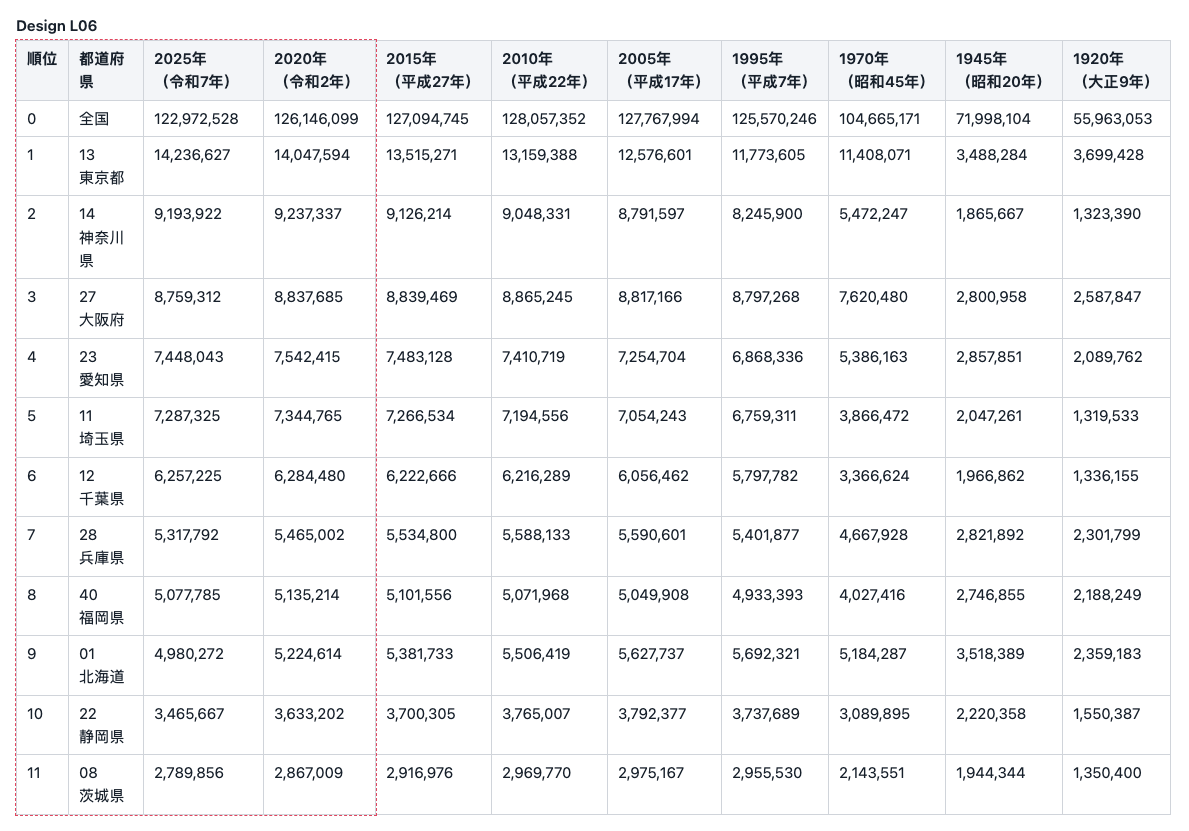 Design L06
順位 都道府県 2025年（令和7年） 2020年（令和2年） 2015年（平成27年） 2010年（平成22年） 2005年（平成17年） 1995年（平成7年） 1970年（昭和45年） 1945年（昭和20年） 1920年（大正9年）
0 全国 122,972,528 126,146,099 127,094,745 128,057,352 127,767,994 125,570,246 104,665,171 71,998,104 55,963,053
1 13 東京都 14,236,627 14,047,594 13,515,271 13,159,388 12,576,601 11,773,605 11,408,071 3,488,284 3,699,428
2 14 神奈川県 9,193,922 9,237,337 9,126,214 9,048,331 8,791,597 8,245,900 5,472,247 1,865,667 1,323,390
3 27 大阪府 8,759,312 8,837,685 8,839,469 8,865,245 8,817,166 8,797,268 7,620,480 2,800,958 2,587,847
4 23 愛知県 7,448,043 7,542,415 7,483,128 7,410,719 7,254,704 6,868,336 5,386,163 2,857,851 2,089,762
5 11 埼玉県 7,287,325 7,344,765 7,266,534 7,194,556 7,054,243 6,759,311 3,866,472 2,047,261 1,319,533
6 12 千葉県 6,257,225 6,284,480 6,222,666 6,216,289 6,056,462 5,797,782 3,366,624 1,966,862 1,336,155
7 28 兵庫県 5,317,792 5,465,002 5,534,800 5,588,133 5,590,601 5,401,877 4,667,928 2,821,892 2,301,799
8 40 福岡県 5,077,785 5,135,214 5,101,556 5,071,968 5,049,908 4,933,393 4,027,416 2,746,855 2,188,249
9 01 北海道 4,980,272 5,224,614 5,381,733 5,506,419 5,627,737 5,692,321 5,184,287 3,518,389 2,359,183
10 22 静岡県 3,465,667 3,633,202 3,700,305 3,765,007 3,792,377 3,737,689 3,089,895 2,220,358 1,550,387
11 08 茨城県 2,789,856 2,867,009 2,916,976 2,969,770 2,975,167 2,955,530 2,143,551 1,944,344 1,350,400